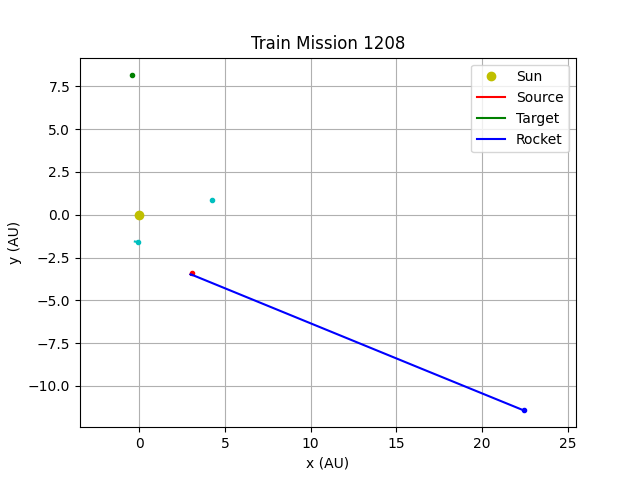 Train Mission 1208
Sun
Source
Target
Rocket
7.5
5.0
2.5
0.0
−2.5
−5.0
−7.5
−10.0
y (AU)
0 5 10 15 20 25
x (AU)